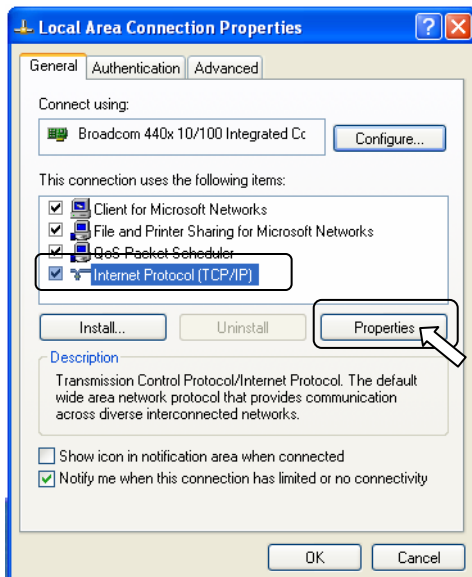 Local Area Connection Properties
General Authentication Advanced
Connect using:
Broadcom 440x 10/100 Integrated Cc
Configure...
This connection uses the following items:
Client for Microsoft Networks
File and Printer Sharing for Microsoft Networks
QoS Packet Scheduler
Internet Protocol (TCP/IP)
Install... Uninstall Properties
Description
Transmission Control Protocol/Internet Protocol. The default
wide area network protocol that provides communication
across diverse interconnected networks.
Show icon in notification area when connected
Notify me when this connection has limited or no connectivity
OK Cancel